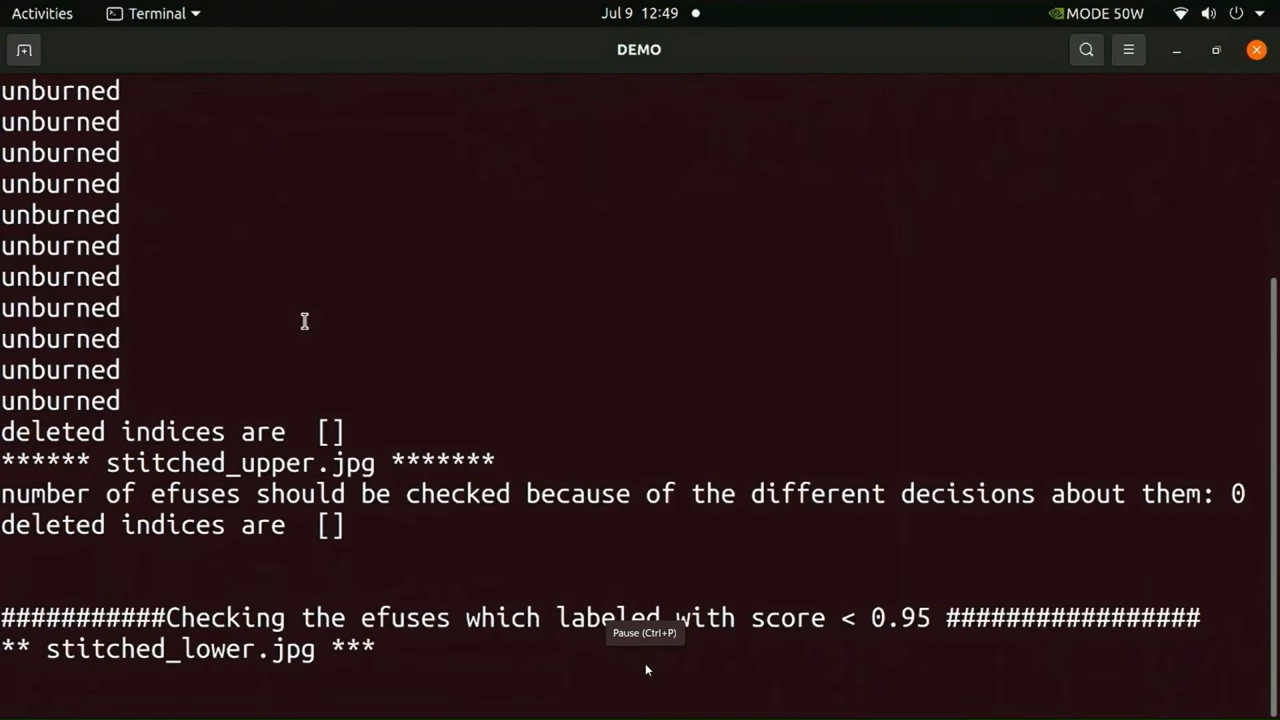 Activities Terminal Jul 9 12:49 MODE 50W
DEMO
unburned
unburned
unburned
unburned
unburned
unburned
unburned
unburned
unburned
unburned
unburned
deleted indices are []
****** stitched_upper.jpg *******
number of efuses should be checked because of the different decisions about them: 0
deleted indices are []
###########Checking the efuses which labeled with score < 0.95 #################
Pause (Ctrl+P)
** stitched_lower.jpg ***